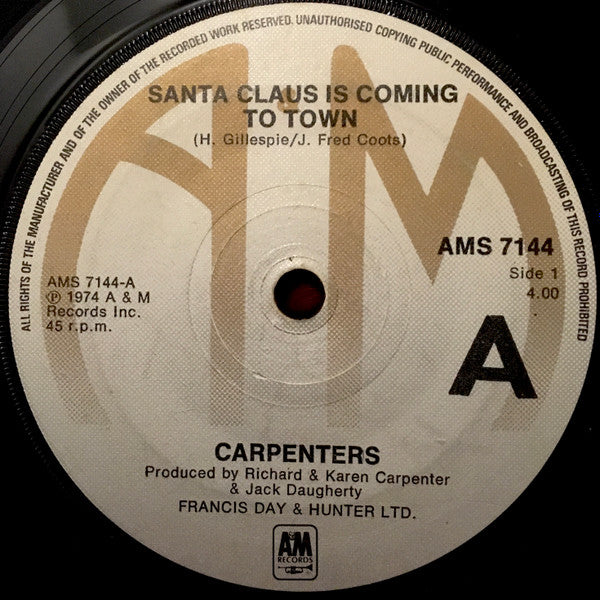 ALL RIGHTS OF THE MANUFACTURER AND OF THE OWNER OF THE RECORDED WORK RESERVED. UNAUTHORISED COPYING PUBLIC PERFORMANCE AND BROADCASTING OF THIS RECORD PROHIBITED
SANTA CLAUS IS COMING
TO TOWN
(H. Gillespie/J. Fred Coots)
AMS 7144
Side 1
4.00
A
AMS 7144-A
℗ 1974 A & M
Records Inc.
45 r.p.m.
CARPENTERS
Produced by Richard & Karen Carpenter
& Jack Daugherty
FRANCIS DAY & HUNTER LTD.
AM
RECORDS